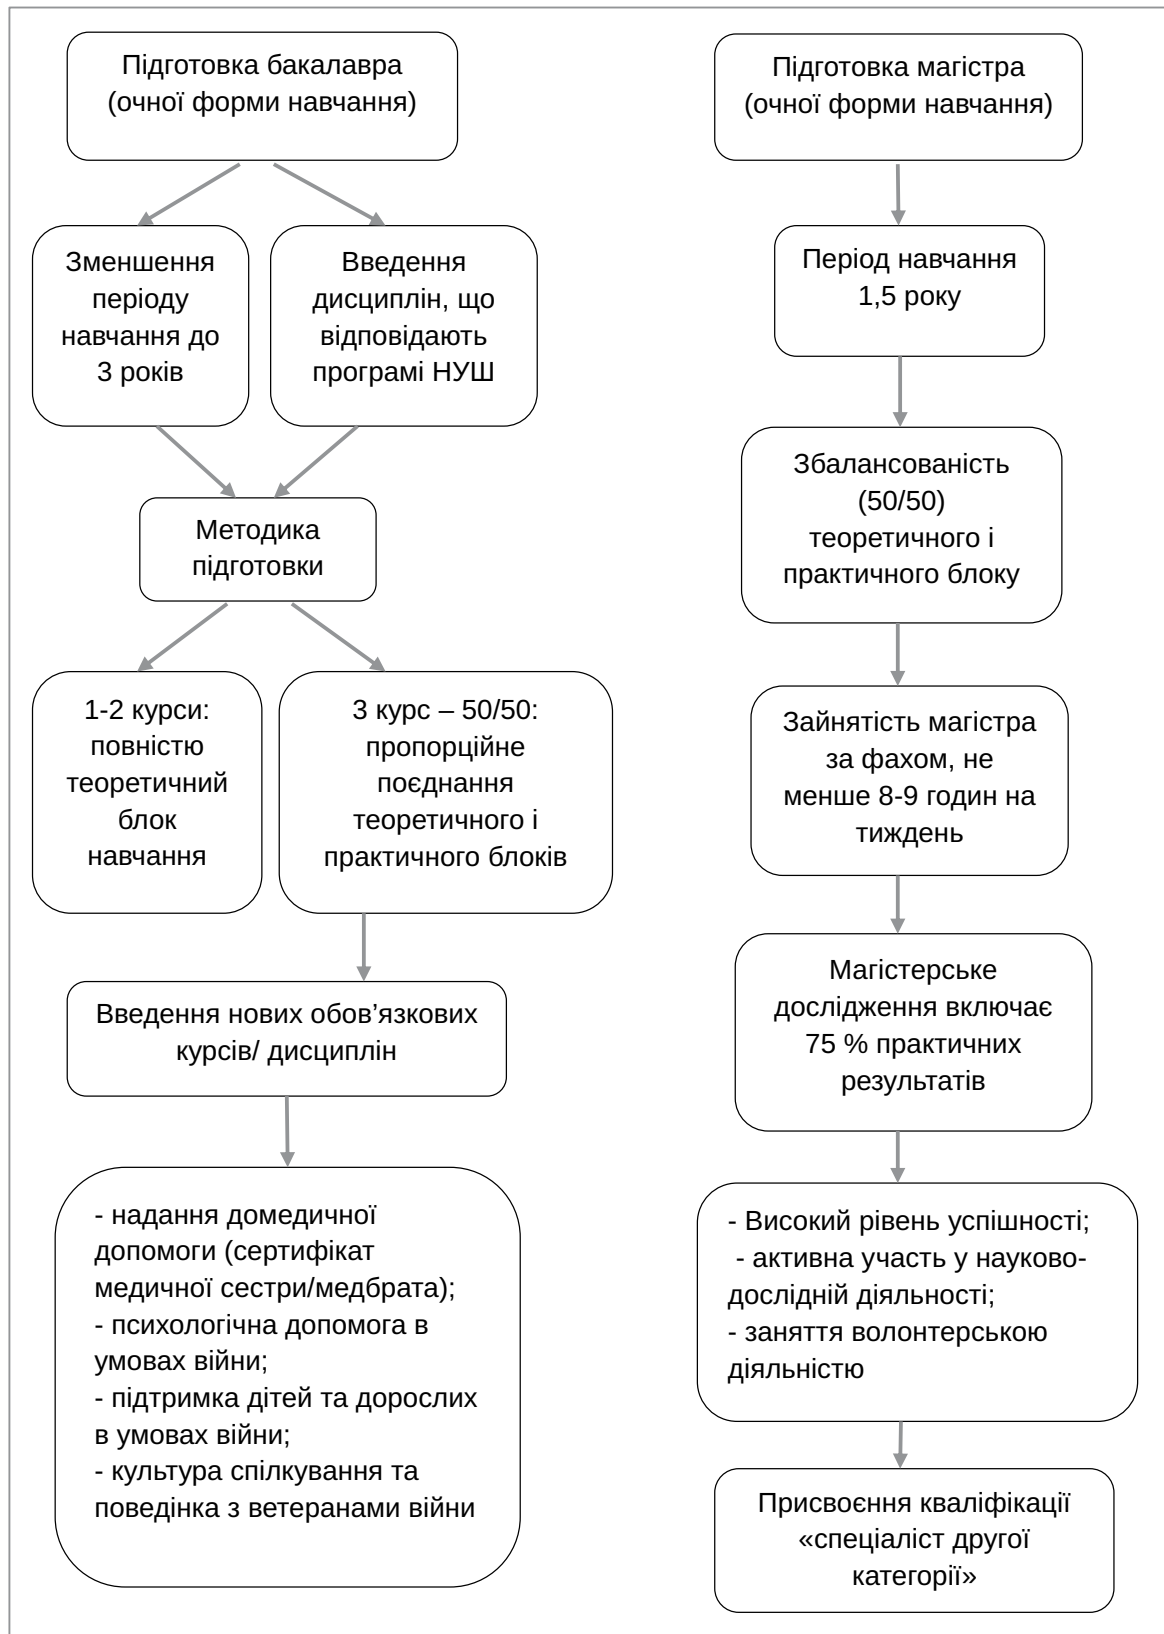 Підготовка бакалавра
(очної форми навчання)
Зменшення
періоду
навчання до
3 років
Введення
дисциплін, що
відповідають
програмі НУШ
Методика
підготовки
1-2 курси:
повністю
теоретичний
блок
навчання
3 курс – 50/50:
пропорційне
поєднання
теоретичного і
практичного блоків
Введення нових обов’язкових
курсів/ дисциплін
- надання домедичної
допомоги (сертифікат
медичної сестри/медбрата);
- психологічна допомога в
умовах війни;
- підтримка дітей та дорослих
в умовах війни;
- культура спілкування та
поведінка з ветеранами війни
Підготовка магістра
(очної форми навчання)
Період навчання
1,5 року
Збалансованість
(50/50)
теоретичного і
практичного блоку
Зайнятість магістра
за фахом, не
менше 8-9 годин на
тиждень
Магістерське
дослідження включає
75 % практичних
результатів
- Високий рівень успішності;
- активна участь у науково-
дослідній діяльності;
- заняття волонтерською
діяльністю
Присвоєння кваліфікації
«спеціаліст другої
категорії»